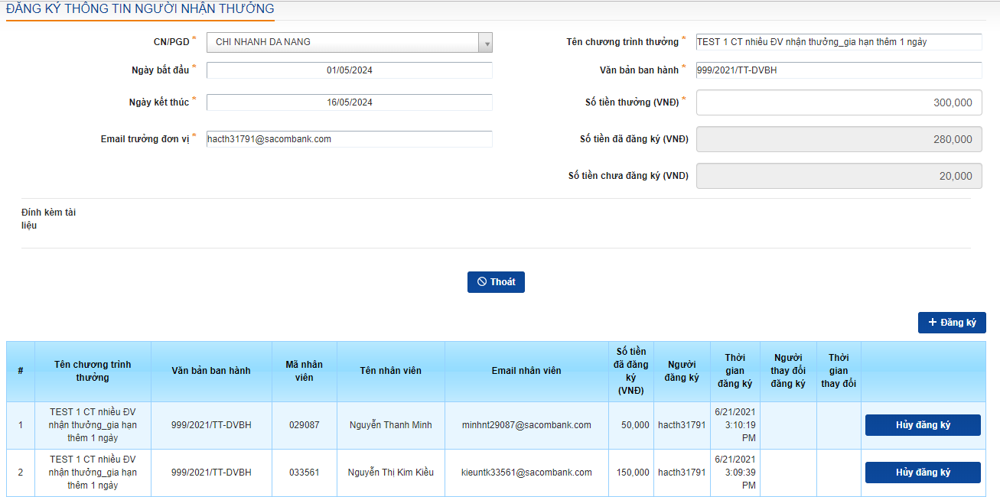 ĐĂNG KÝ THÔNG TIN NGƯỜI NHẬN THƯỞNG
CN/PGD * CHI NHANH DA NANG Tên chương trình thưởng * TEST 1 CT nhiều ĐV nhận thưởng_gia hạn thêm 1 ngày
Ngày bắt đầu * 01/05/2024 Văn bản ban hành * 999/2021/TT-DVBH
Ngày kết thúc * 16/05/2024 Số tiền thưởng (VNĐ) * 300,000
Email trưởng đơn vị * hacth31791@sacombank.com Số tiền đã đăng ký (VNĐ) 280,000
Số tiền chưa đăng ký (VND) 20,000
Đính kèm tài
liệu
Thoát
+ Đăng ký
# Tên chương trình thưởng Văn bản ban hành Mã nhân viên Tên nhân viên Email nhân viên Số tiền đã đăng ký (VNĐ) Người đăng ký Thời gian đăng ký Người thay đổi đăng ký Thời gian thay đổi
1 TEST 1 CT nhiều ĐV nhận thưởng_gia hạn thêm 1 ngày 999/2021/TT-DVBH 029087 Nguyễn Thanh Minh minhnt29087@sacombank.com 50,000 hacth31791 6/21/2021 3:10:19 PM Hủy đăng ký
2 TEST 1 CT nhiều ĐV nhận thưởng_gia hạn thêm 1 ngày 999/2021/TT-DVBH 033561 Nguyễn Thị Kim Kiều kieuntk33561@sacombank.com 150,000 hacth31791 6/21/2021 3:09:39 PM Hủy đăng ký